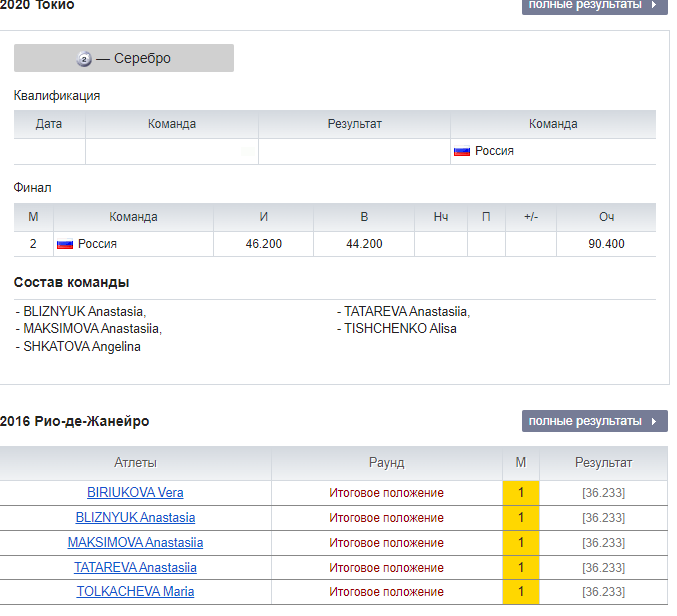 2020 Токио
полные результаты
2 — Серебро
Квалификация
Дата Команда Результат Команда
Россия
Финал
М Команда И В Нч П +/- Оч
2 Россия 46.200 44.200 90.400
Состав команды
- BLIZNYUK Anastasia, - TATAREVA Anastasiia,
- MAKSIMOVA Anastasiia, - TISHCHENKO Alisa
- SHKATOVA Angelina
2016 Рио-де-Жанейро полные результаты
Атлеты Раунд М Результат
BIRIUKOVA Vera Итоговое положение 1 [36.233]
BLIZNYUK Anastasia Итоговое положение 1 [36.233]
MAKSIMOVA Anastasiia Итоговое положение 1 [36.233]
TATAREVA Anastasiia Итоговое положение 1 [36.233]
TOLKACHEVA Maria Итоговое положение 1 [36.233]